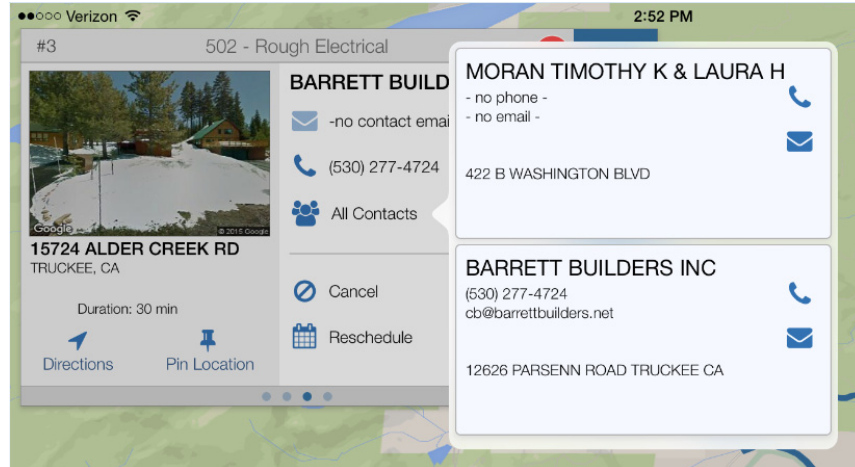 Verizon 2:52 PM
#3 502 - Rough Electrical
Google
© 2015 Google
15724 ALDER CREEK RD
TRUCKEE, CA
Duration: 30 min
Directions Pin Location
BARRETT BUILD
-no contact emai
(530) 277-4724
All Contacts
Cancel
Reschedule
MORAN TIMOTHY K & LAURA H
- no phone -
- no email -
422 B WASHINGTON BLVD
BARRETT BUILDERS INC
(530) 277-4724
cb@barrettbuilders.net
12626 PARSENN ROAD TRUCKEE CA